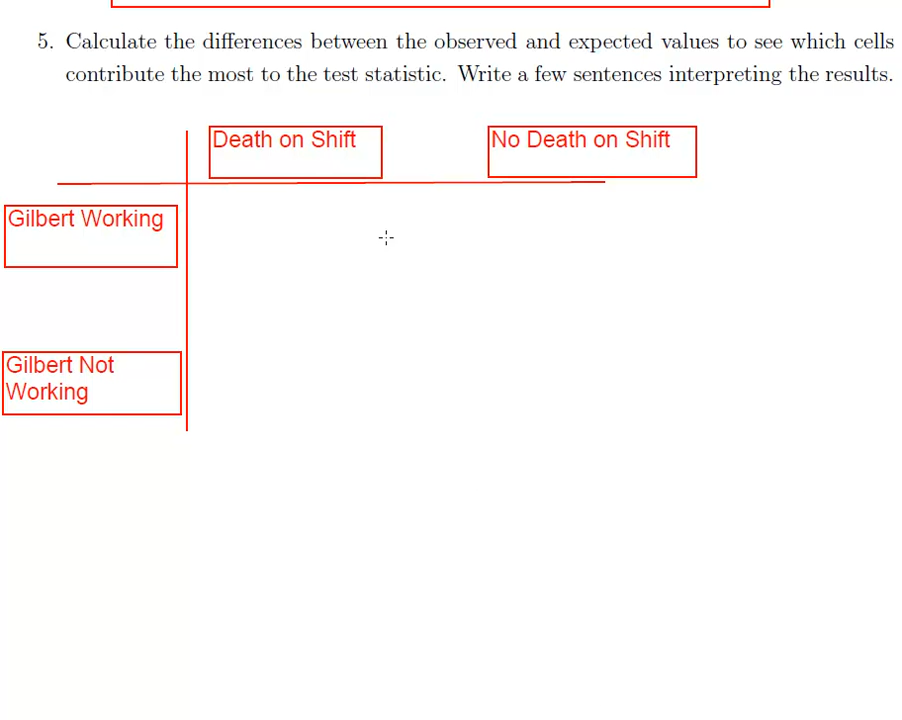 5. Calculate the differences between the observed and expected values to see which cells
contribute the most to the test statistic. Write a few sentences interpreting the results.
Death on Shift
No Death on Shift
Gilbert Working
Gilbert Not
Working